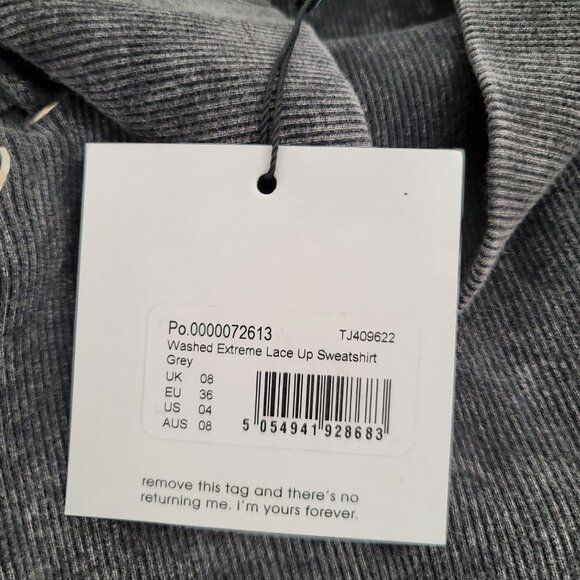 Po.0000072613 TJ409622
Washed Extreme Lace Up Sweatshirt
Grey
UK 08
EU 36
US 04
AUS 08
5 054941 928683
remove this tag and there's no
returning me. i'm yours forever.